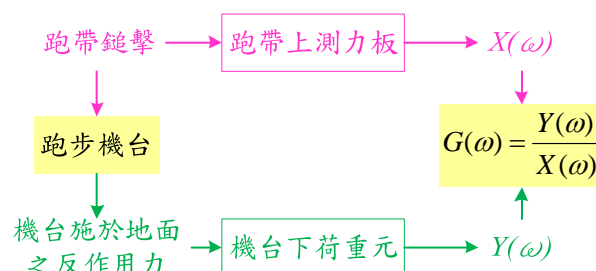 跑帶鎚擊
跑帶上測力板
X(ω)
跑步機台
G(ω) = Y(ω) / X(ω)
機台施於地面
之反作用力
機台下荷重元
Y(ω)